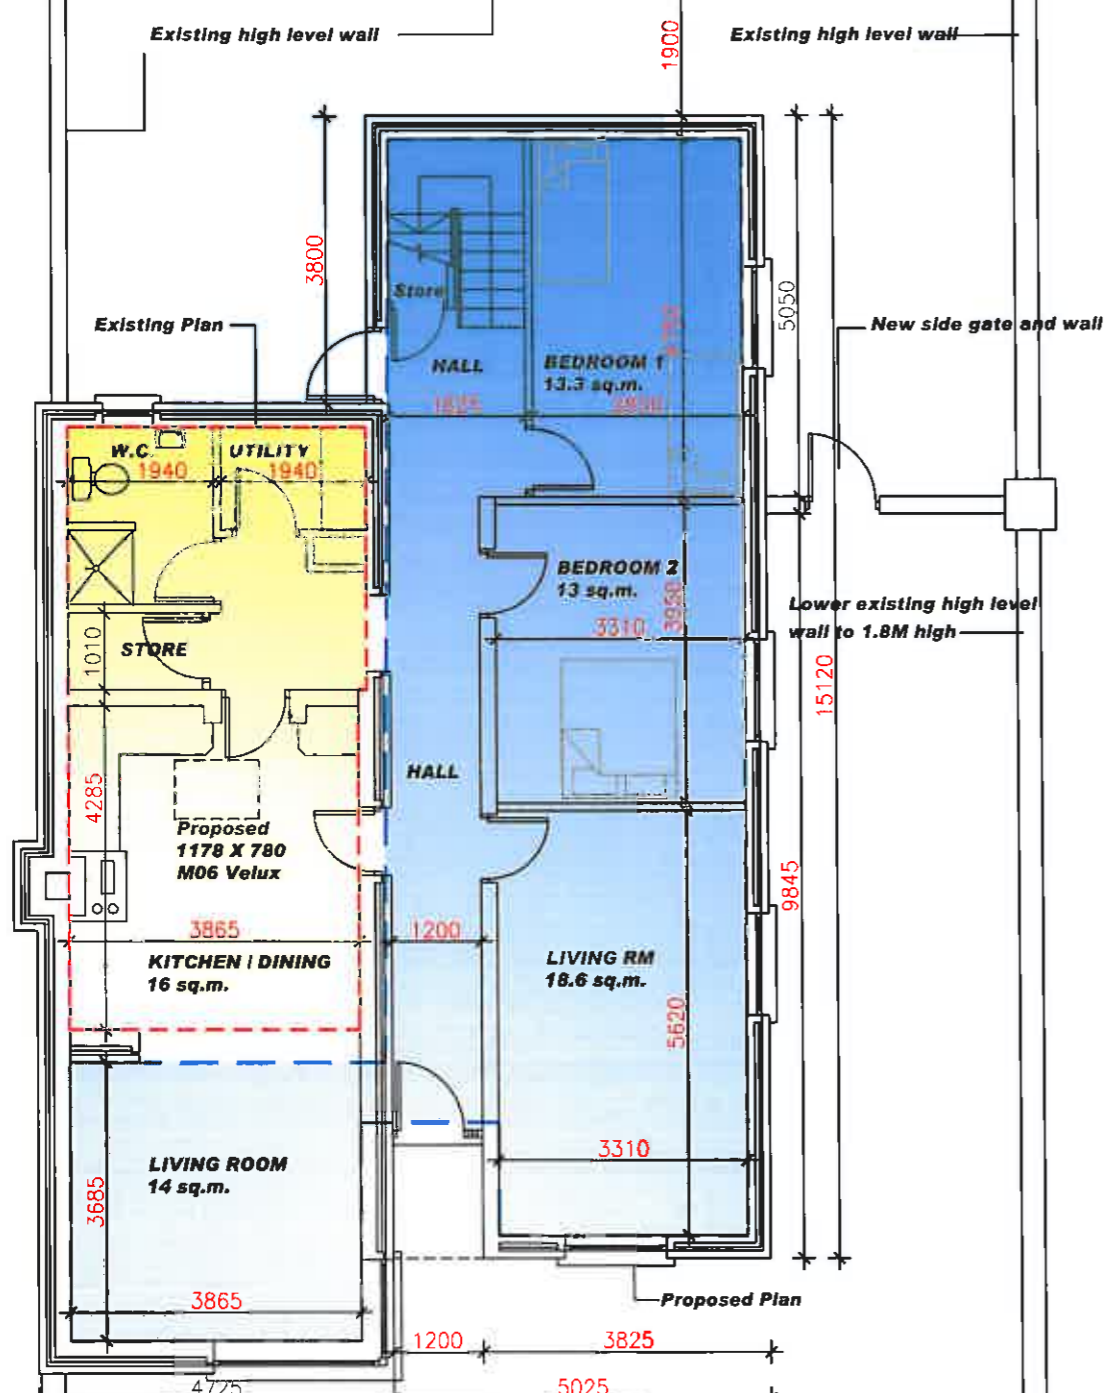 Existing high level wall
Existing high level wall
1900
3800
5050
Existing Plan
New side gate and wall
Store
HALL
BEDROOM 1
13.3 sq.m.
1825
W.C.
UTILITY
1940
1940
BEDROOM 2
13 sq.m.
3310
3950
Lower existing high level
wall to 1.8M high
15120
1010
STORE
HALL
4285
Proposed
1178 X 780
M06 Velux
9845
3865
1200
KITCHEN / DINING
16 sq.m.
LIVING RM
18.6 sq.m.
5620
LIVING ROOM
14 sq.m.
3310
3685
3865
Proposed Plan
1200
3825
4725
5025